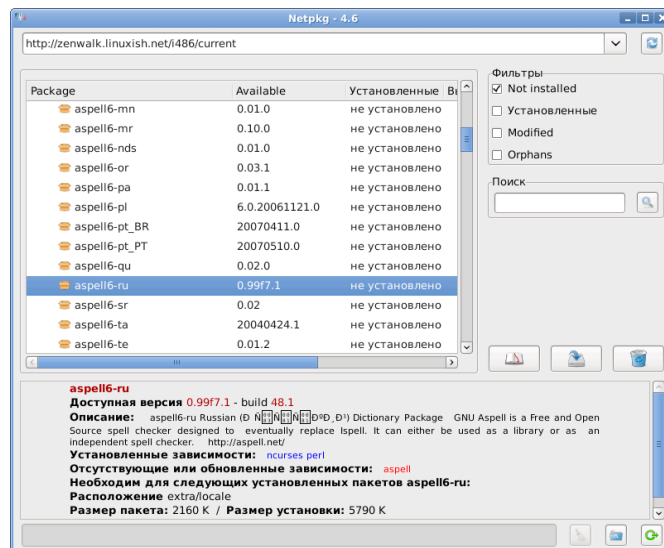 Netpkg - 4.6
http://zenwalk.linuxish.net/i486/current
Package Available Установленные
aspell6-mn 0.01.0 не установлено
aspell6-mr 0.10.0 не установлено
aspell6-nds 0.01.0 не установлено
aspell6-or 0.03.1 не установлено
aspell6-pa 0.01.1 не установлено
aspell6-pl 6.0.20061121.0 не установлено
aspell6-pt_BR 20070411.0 не установлено
aspell6-pt_PT 20070510.0 не установлено
aspell6-qu 0.02.0 не установлено
aspell6-ru 0.99f7.1 не установлено
aspell6-sr 0.02 не установлено
aspell6-ta 20040424.1 не установлено
aspell6-te 0.01.2 не установлено
Фильтры
Not installed
Установленные
Modified
Orphans
Поиск
aspell6-ru
Доступная версия 0.99f7.1 - build 48.1
Описание: aspell6-ru Russian Dictionary Package GNU Aspell is a Free and Open
Source spell checker designed to eventually replace Ispell. It can either be used as a library or as an
independent spell checker. http://aspell.net/
Установленные зависимости: ncurses perl
Отсутствующие или обновленные зависимости: aspell
Необходим для следующих установленных пакетов aspell6-ru:
Расположение extra/locale
Размер пакета: 2160 K / Размер установки: 5790 K